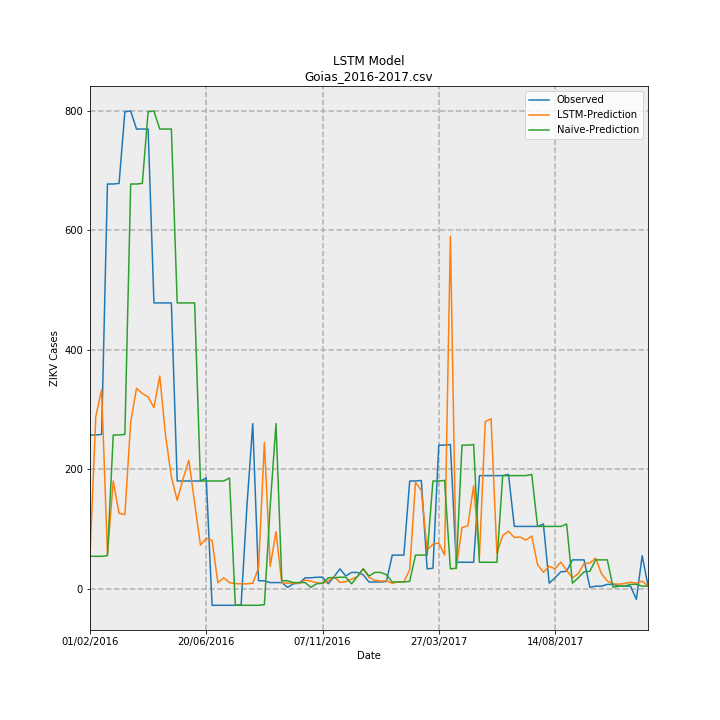 LSTM Model
Goias_2016-2017.csv
Observed
LSTM-Prediction
Naive-Prediction
800
600
400
200
0
ZIKV Cases
01/02/2016
20/06/2016
07/11/2016
27/03/2017
14/08/2017
Date